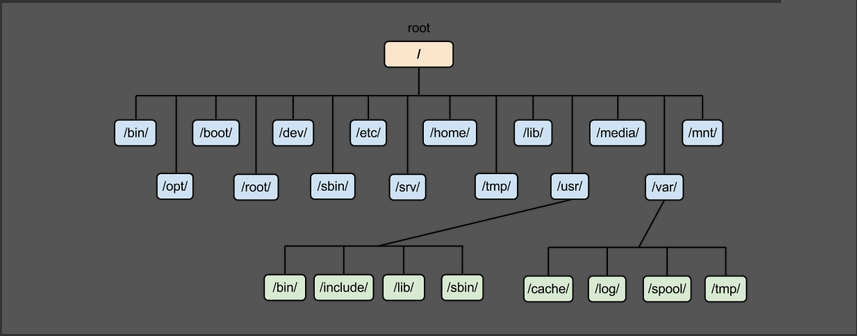 root
/
/bin/ /boot/ /dev/ /etc/ /home/ /lib/ /media/ /mnt/
/opt/ /root/ /sbin/ /srv/ /tmp/ /usr/ /var/
/bin/ /include/ /lib/ /sbin/ /cache/ /log/ /spool/ /tmp/